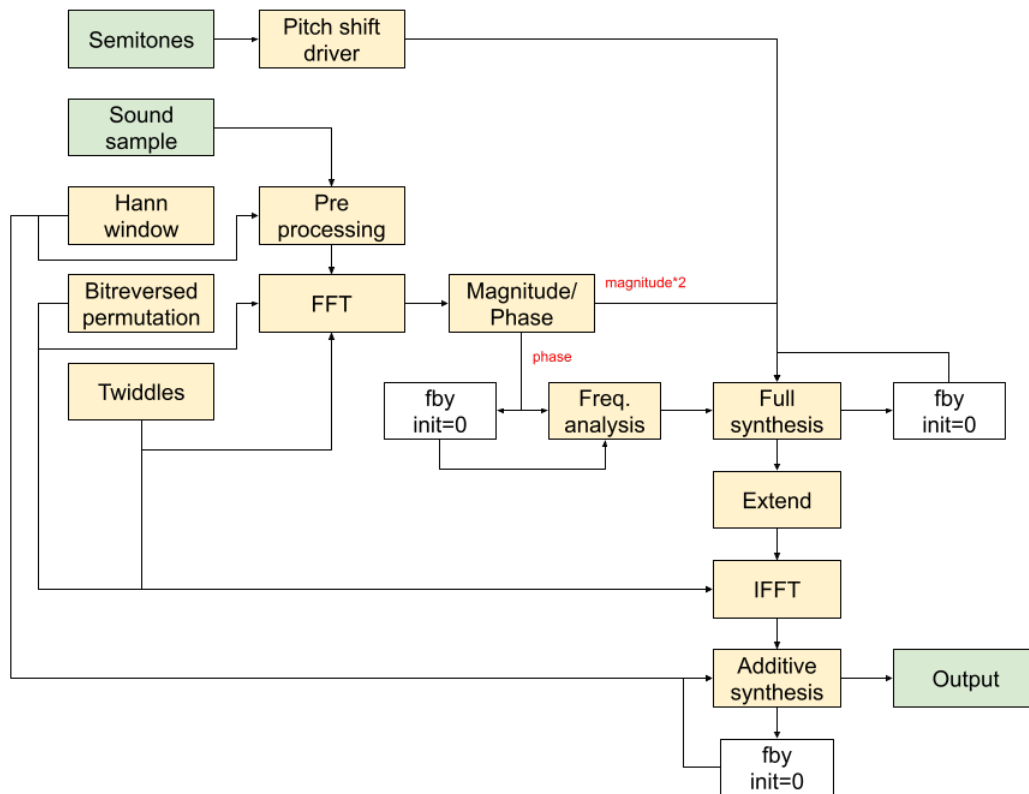 Semitones
Pitch shift
driver
Sound
sample
Hann
window
Pre
processing
Bitreversed
permutation
FFT
Magnitude/
Phase
magnitude*2
phase
Twiddles
fby
init=0
Freq.
analysis
Full
synthesis
fby
init=0
Extend
IFFT
Additive
synthesis
Output
fby
init=0